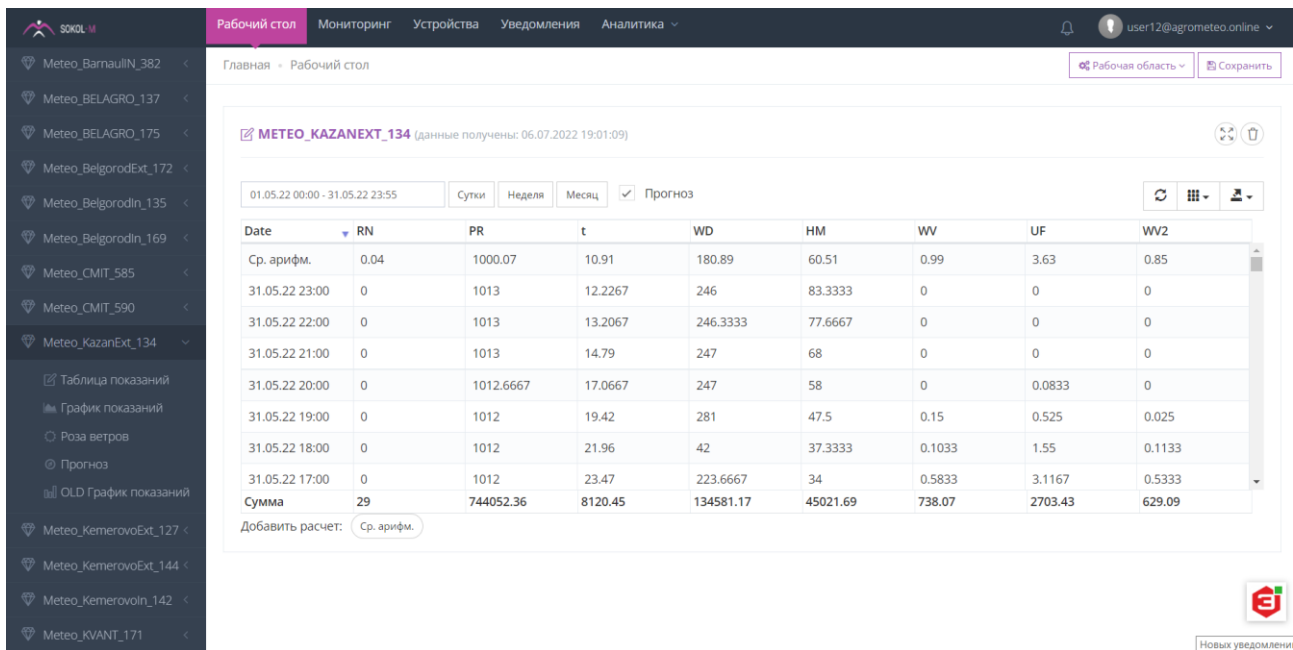 SOKOL-M
Рабочий стол Мониторинг Устройства Уведомления Аналитика
user12@agrometeo.online
Главная Рабочий стол
Рабочая область Сохранить
Meteo_BarnaulIN_382
Meteo_BELAGRO_137
Meteo_BELAGRO_175
Meteo_BelgorodExt_172
Meteo_BelgorodIn_135
Meteo_BelgorodIn_169
Meteo_CMIT_585
Meteo_CMIT_590
Meteo_KazanExt_134
Таблица показаний
График показаний
Роза ветров
Прогноз
OLD График показаний
Meteo_KemerovoExt_127
Meteo_KemerovoExt_144
Meteo_KemerovoIn_142
Meteo_KVANT_171
METEO_KAZANEXT_134 (данные получены: 06.07.2022 19:01:09)
01.05.22 00:00 - 31.05.22 23:55 Сутки Неделя Месяц Прогноз
Date RN PR t WD HM WV UF WV2
Ср. арифм. 0.04 1000.07 10.91 180.89 60.51 0.99 3.63 0.85
31.05.22 23:00 0 1013 12.2267 246 83.3333 0 0 0
31.05.22 22:00 0 1013 13.2067 246.3333 77.6667 0 0 0
31.05.22 21:00 0 1013 14.79 247 68 0 0 0
31.05.22 20:00 0 1012.6667 17.0667 247 58 0 0.0833 0
31.05.22 19:00 0 1012 19.42 281 47.5 0.15 0.525 0.025
31.05.22 18:00 0 1012 21.96 42 37.3333 0.1033 1.55 0.1133
31.05.22 17:00 0 1012 23.47 223.6667 34 0.5833 3.1167 0.5333
Сумма 29 744052.36 8120.45 134581.17 45021.69 738.07 2703.43 629.09
Добавить расчет: Ср. арифм.
Новых уведомлени